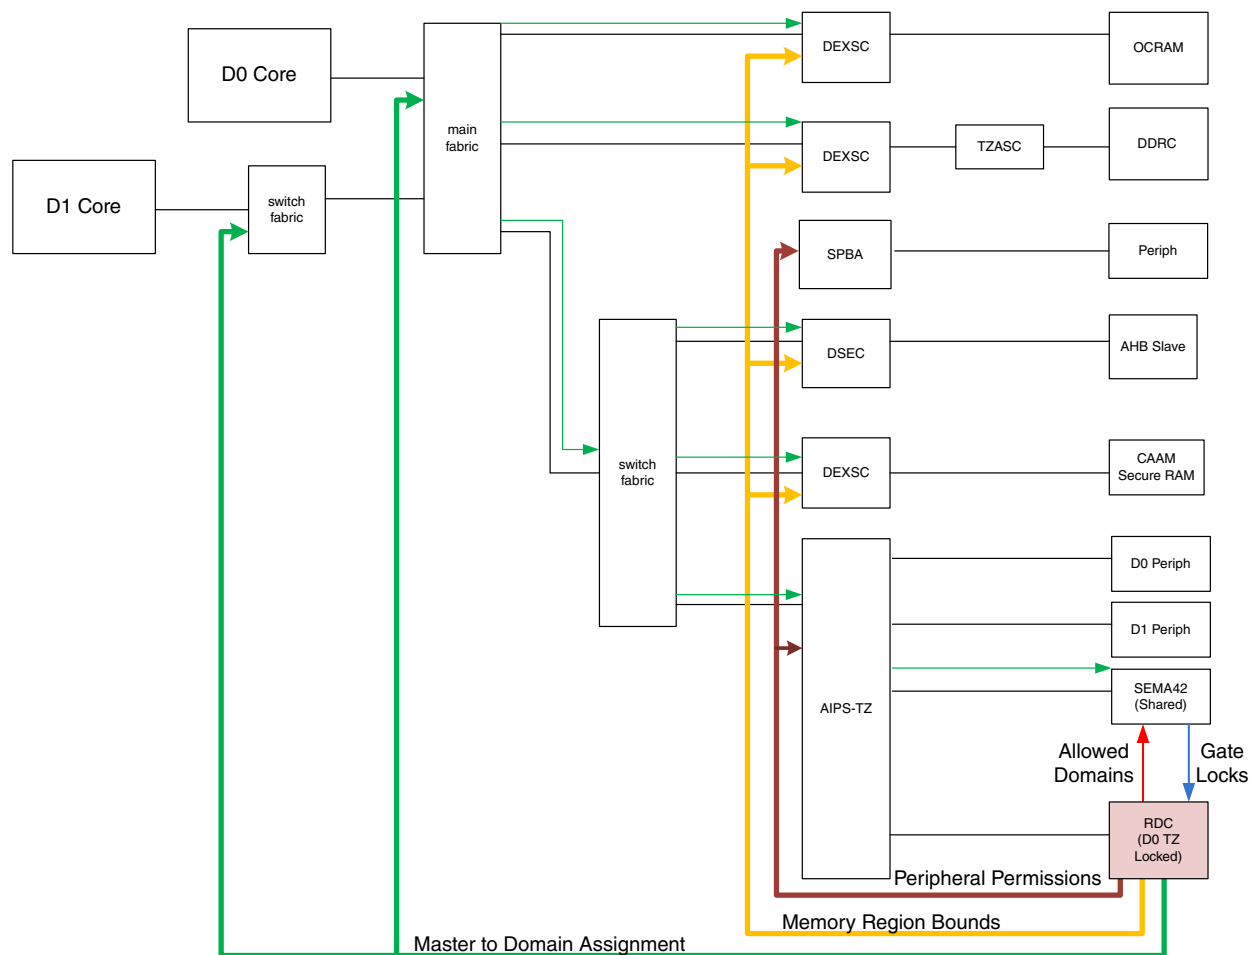 D0 Core
D1 Core
switch
fabric
main
fabric
switch
fabric
DEXSC
OCRAM
DEXSC
TZASC
DDRC
SPBA
Periph
DSEC
AHB Slave
DEXSC
CAAM
Secure RAM
AIPS-TZ
D0 Periph
D1 Periph
SEMA42
(Shared)
Allowed
Domains
Gate
Locks
RDC
(D0 TZ
Locked)
Peripheral Permissions
Memory Region Bounds
Master to Domain Assignment